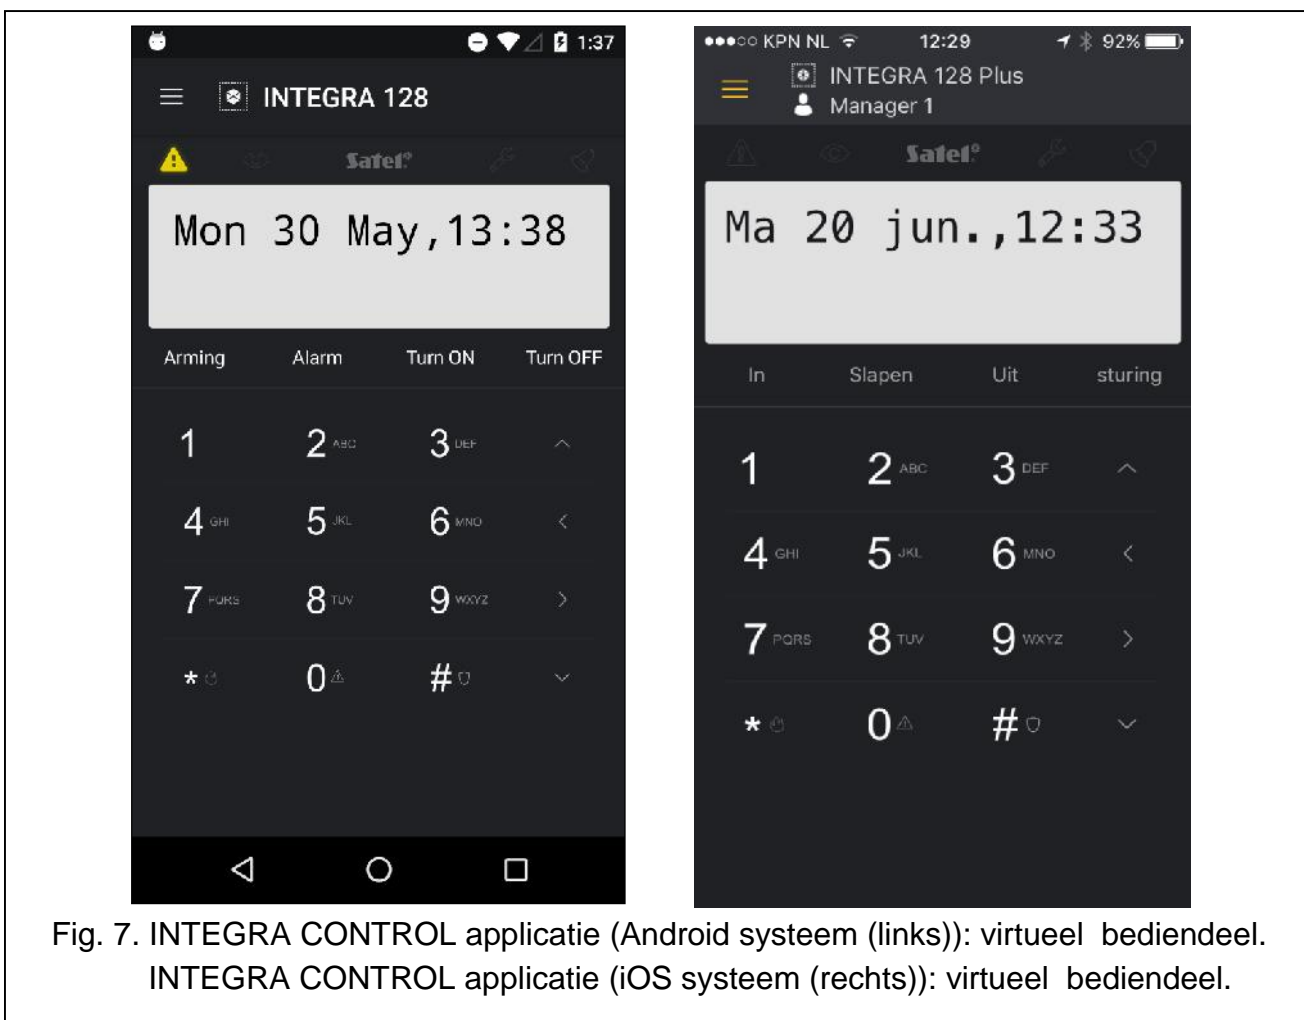 1:37
INTEGRA 128
Satel
Mon 30 May,13:38
Arming Alarm Turn ON Turn OFF
1 2 ABC 3 DEF
4 GHI 5 JKL 6 MNO
7 PQRS 8 TUV 9 WXYZ
* 0 #
KPN NL 12:29 92%
INTEGRA 128 Plus
Manager 1
Satel
Ma 20 jun.,12:33
In Slapen Uit sturing
1 2 ABC 3 DEF
4 GHI 5 JKL 6 MNO
7 PQRS 8 TUV 9 WXYZ
* 0 #
Fig. 7. INTEGRA CONTROL applicatie (Android systeem (links)): virtueel bediendeel.
INTEGRA CONTROL applicatie (iOS systeem (rechts)): virtueel bediendeel.